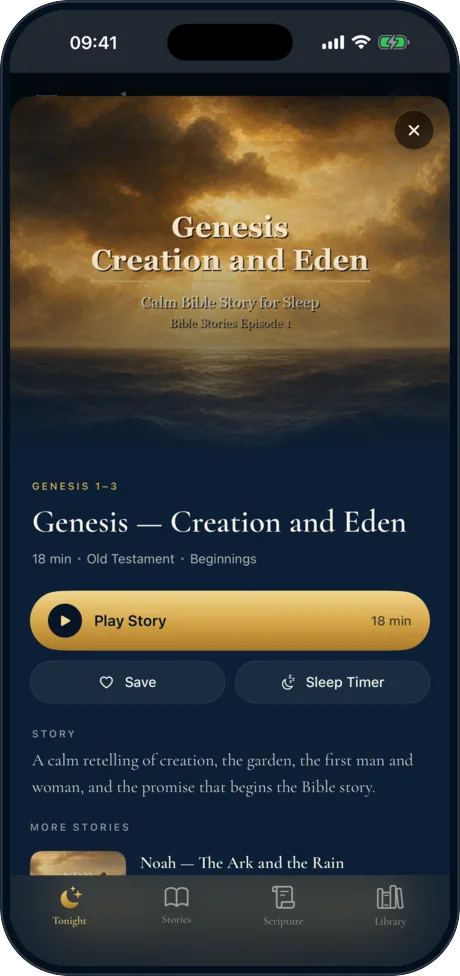 09:41
Genesis
Creation and Eden
Calm Bible Story for Sleep
Bible Stories Episode 1
GENESIS 1–3
Genesis — Creation and Eden
18 min • Old Testament • Beginnings
Play Story 18 min
Save Sleep Timer
STORY
A calm retelling of creation, the garden, the first man and
woman, and the promise that begins the Bible story.
MORE STORIES
Noah — The Ark and the Rain
Tonight Stories Scripture Library